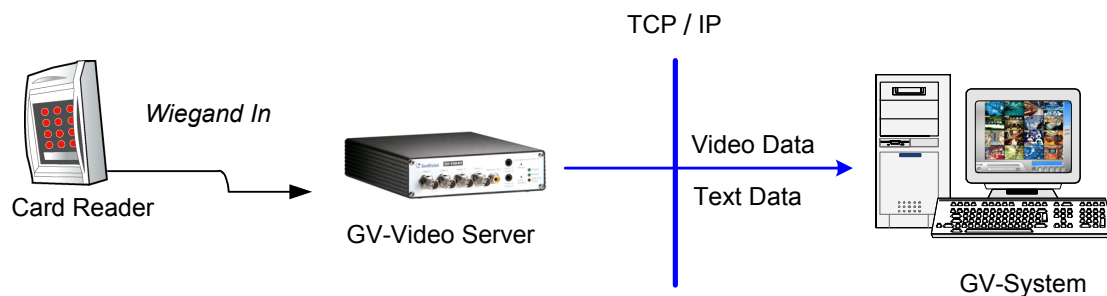 TCP / IP
Wiegand In
Video Data
Text Data
Card Reader
GV-Video Server
GV-System